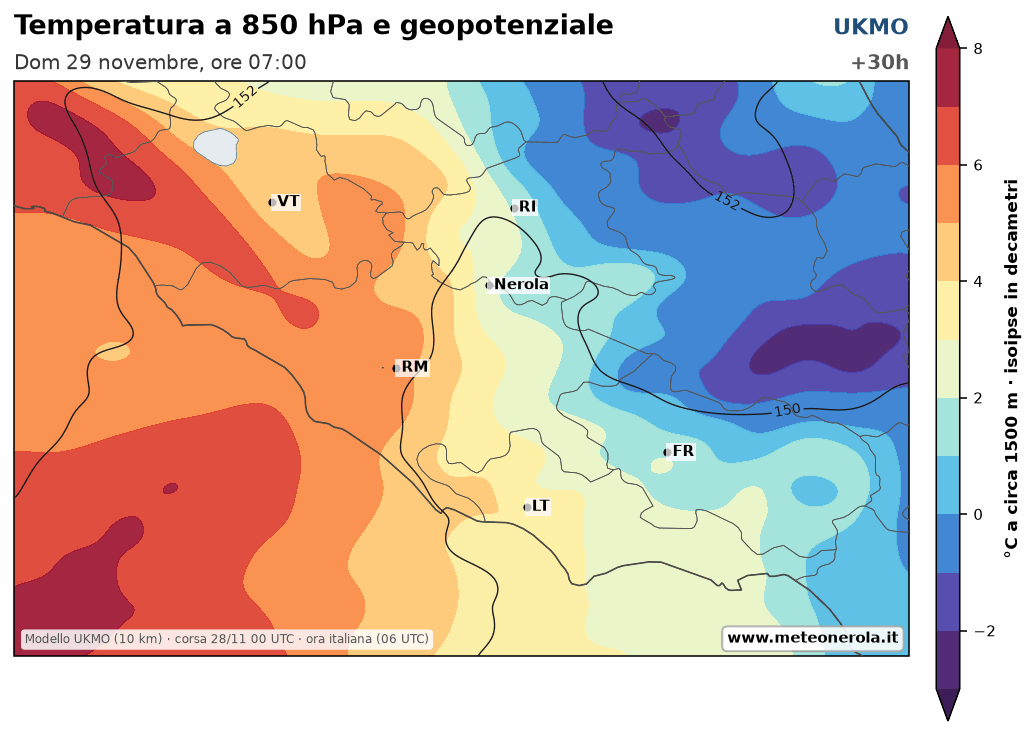 Temperatura a 850 hPa e geopotenziale
UKMO
Dom 29 novembre, ore 07:00
+30h
152
VT
RI
152
Nerola
RM
150
FR
LT
Modello UKMO (10 km) · corsa 28/11 00 UTC · ora italiana (06 UTC)
www.meteonerola.it
8
6
4
2
0
−2
°C a circa 1500 m · isoipse in decametri